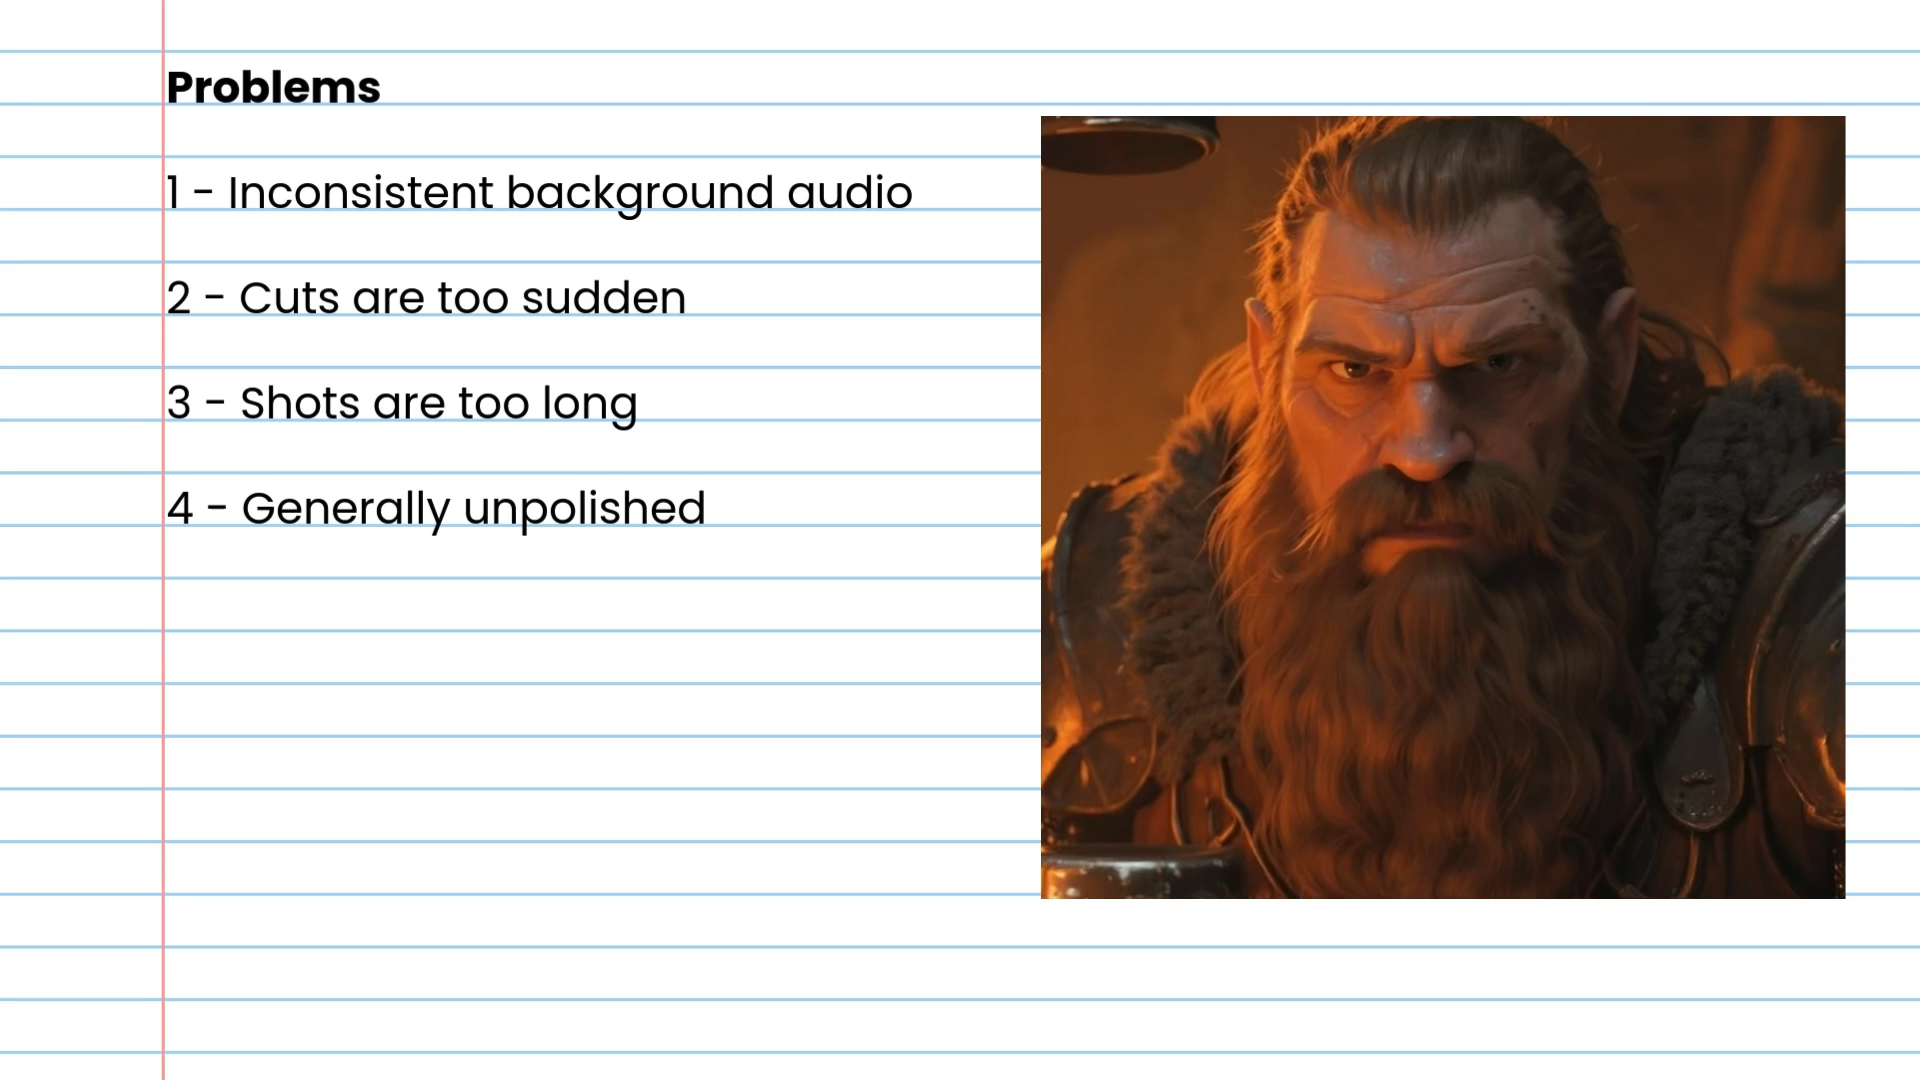 Problems
1 - Inconsistent background audio
2 - Cuts are too sudden
3 - Shots are too long
4 - Generally unpolished